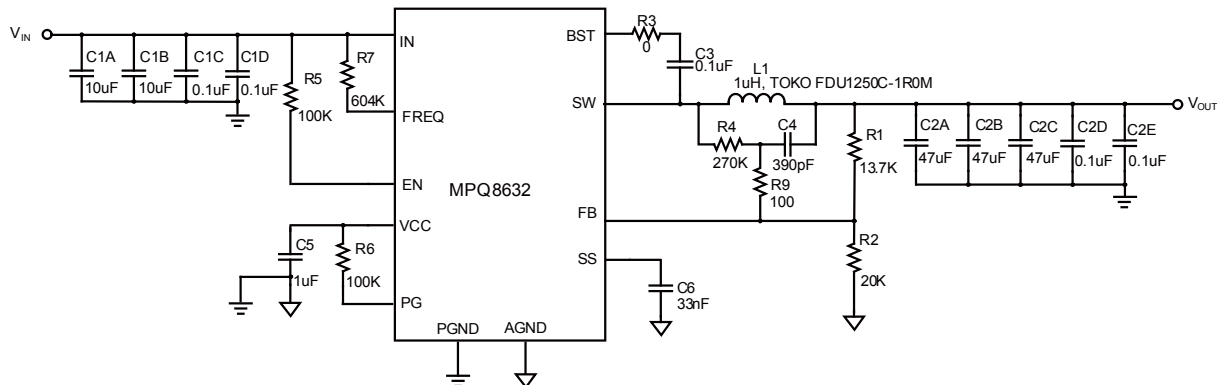 VIN
C1A
10uF
C1B
10uF
C1C
0.1uF
C1D
0.1uF
R5
100K
R7
604K
IN
FREQ
EN
VCC
PG
C5
1uF
R6
100K
MPQ8632
PGND
AGND
BST
SW
FB
SS
R3
0
C3
0.1uF
L1
1uH, TOKO FDU1250C-1R0M
R4
270K
C4
390pF
R9
100
R1
13.7K
R2
20K
C6
33nF
C2A
47uF
C2B
47uF
C2C
47uF
C2D
0.1uF
C2E
0.1uF
VOUT